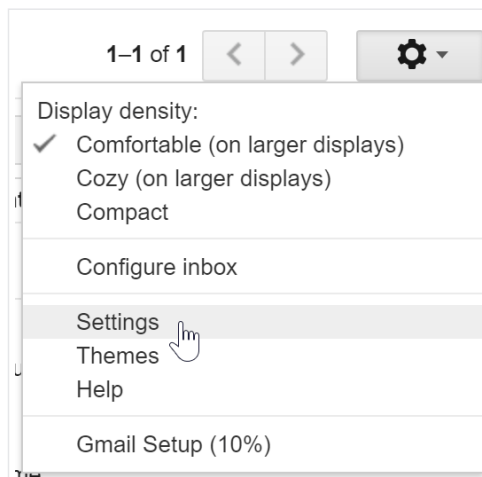 1–1 of 1
Display density:
Comfortable (on larger displays)
Cozy (on larger displays)
Compact
Configure inbox
Settings
Themes
Help
Gmail Setup (10%)